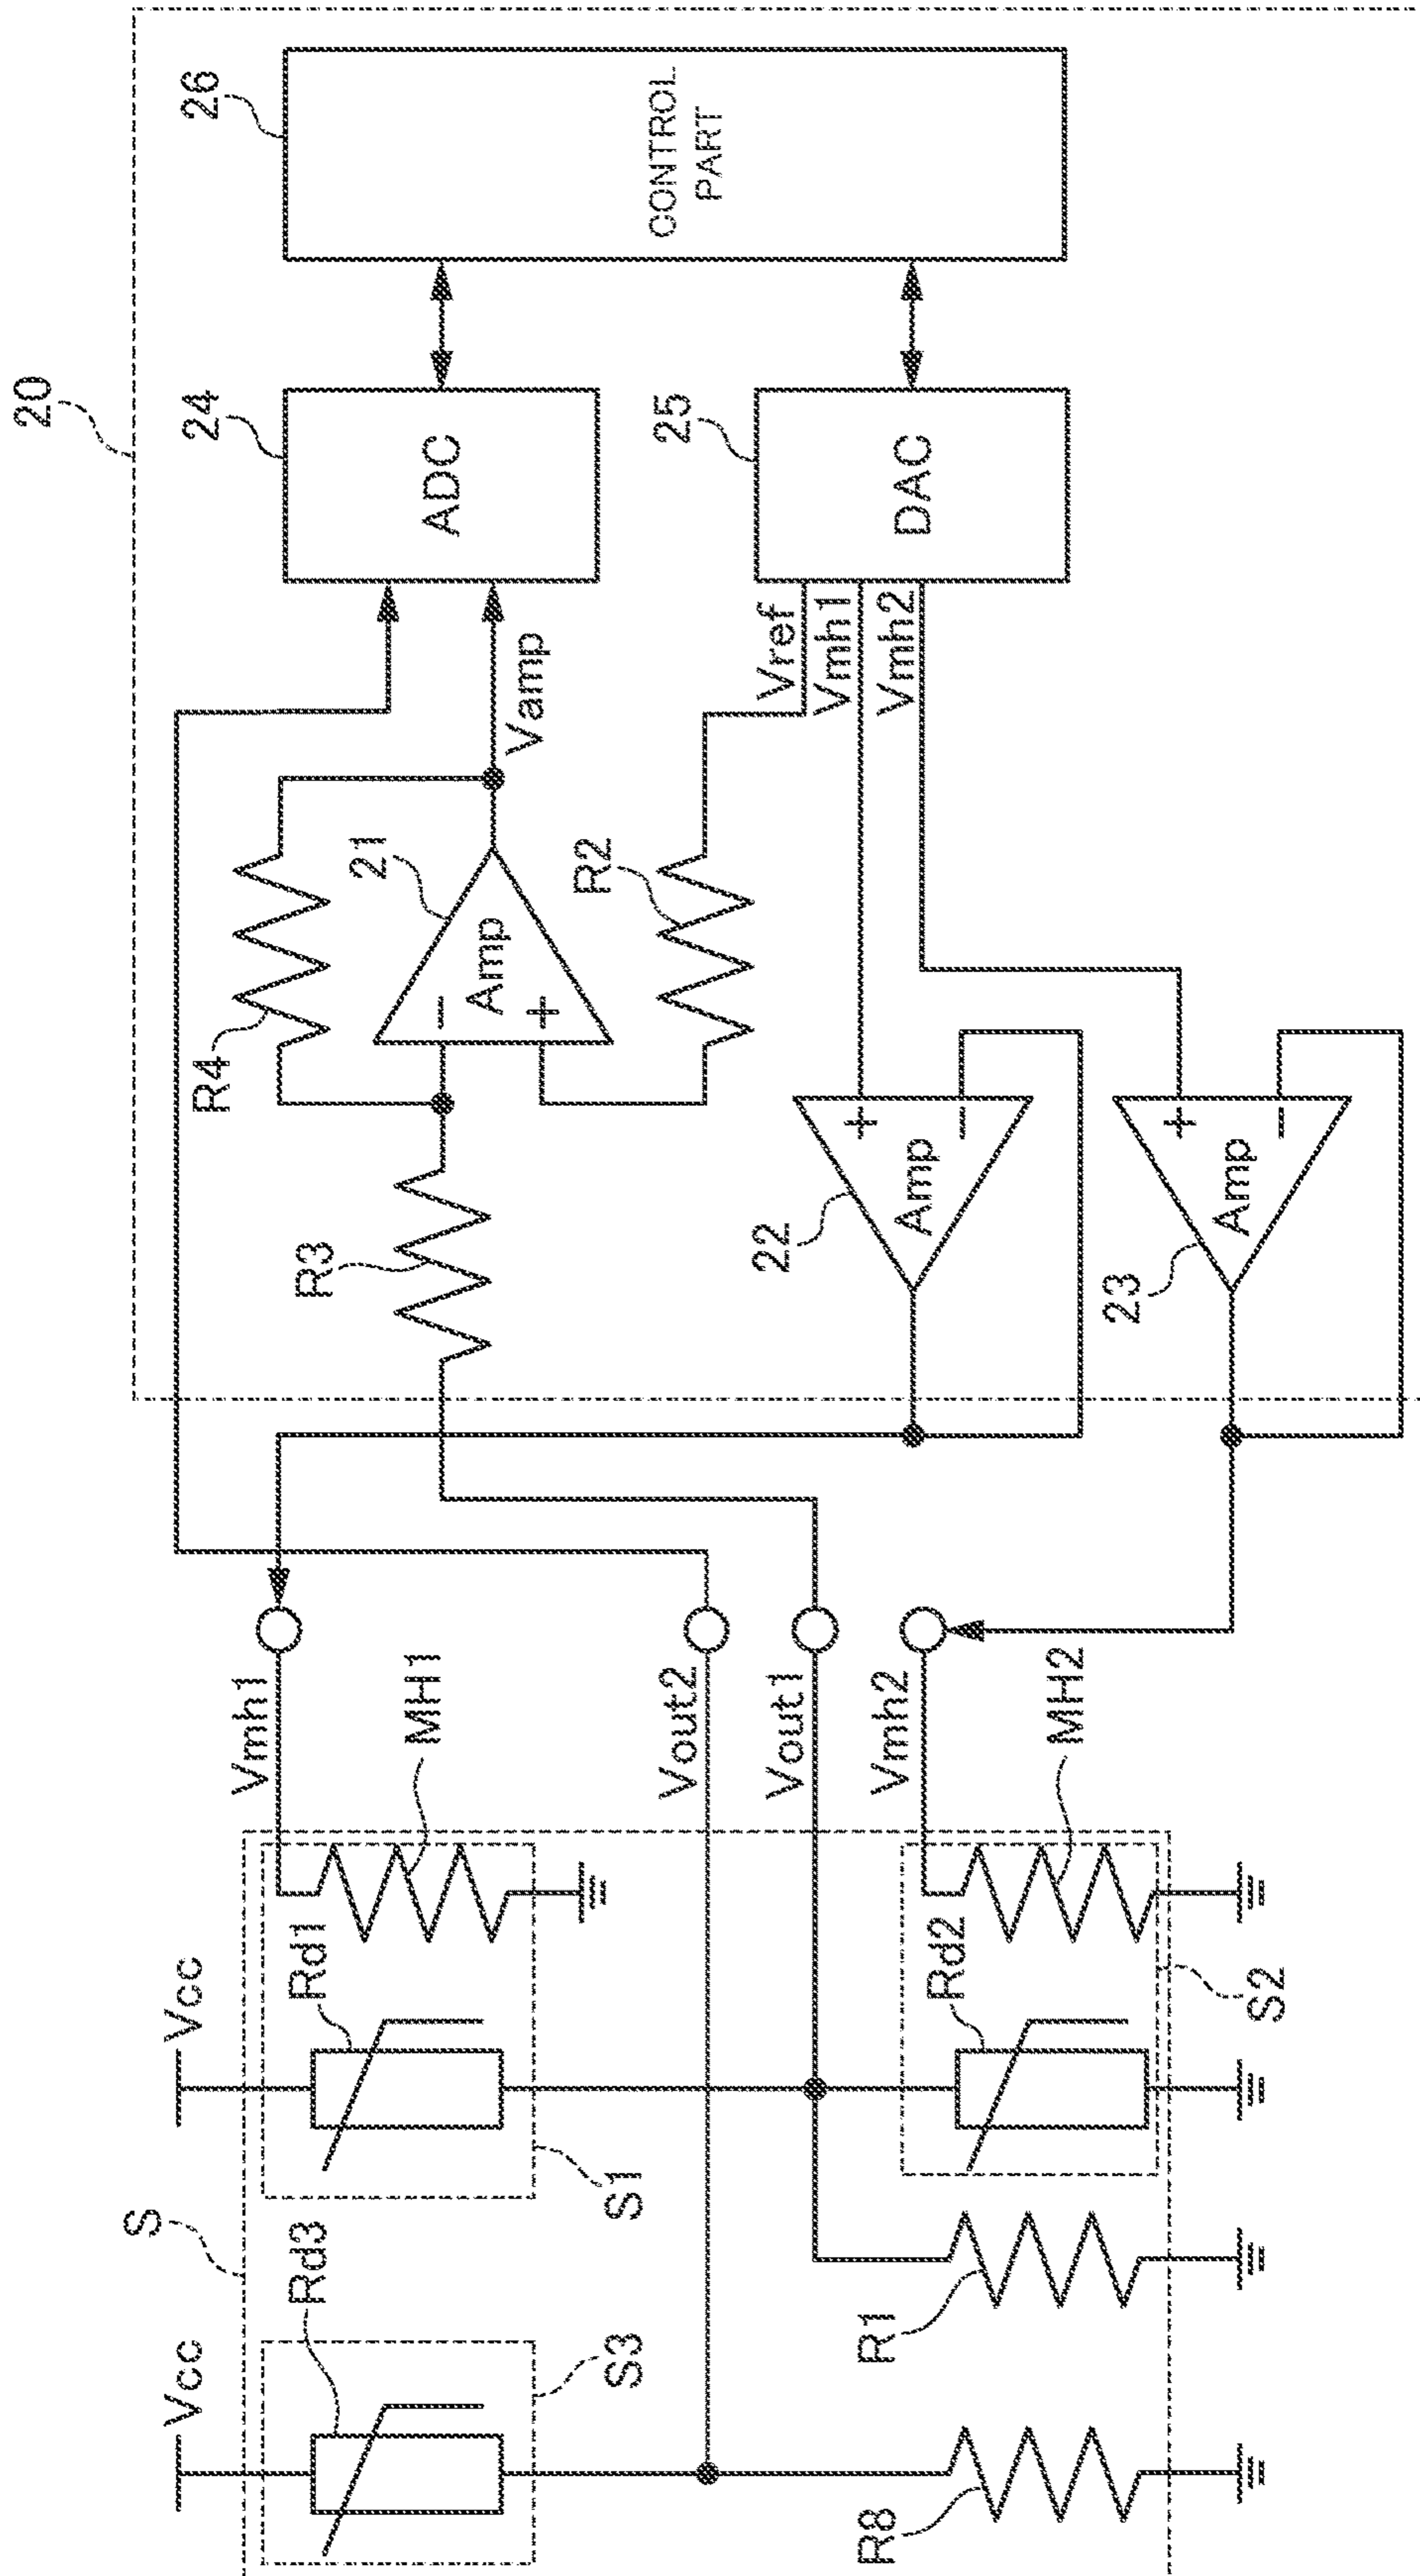 20
26
CONTROL
PART
24
ADC
25
DAC
Vref
Vmh1
Vmh2
Vamp
R4
21
Amp
−
+
R2
R3
22
Amp
+
−
23
Amp
+
−
Vmh1
MH1
Vout2
Vout1
Vmh2
MH2
Vcc
Rd1
Rd2
S2
S
S1
Vcc
Rd3
S3
R1
R8